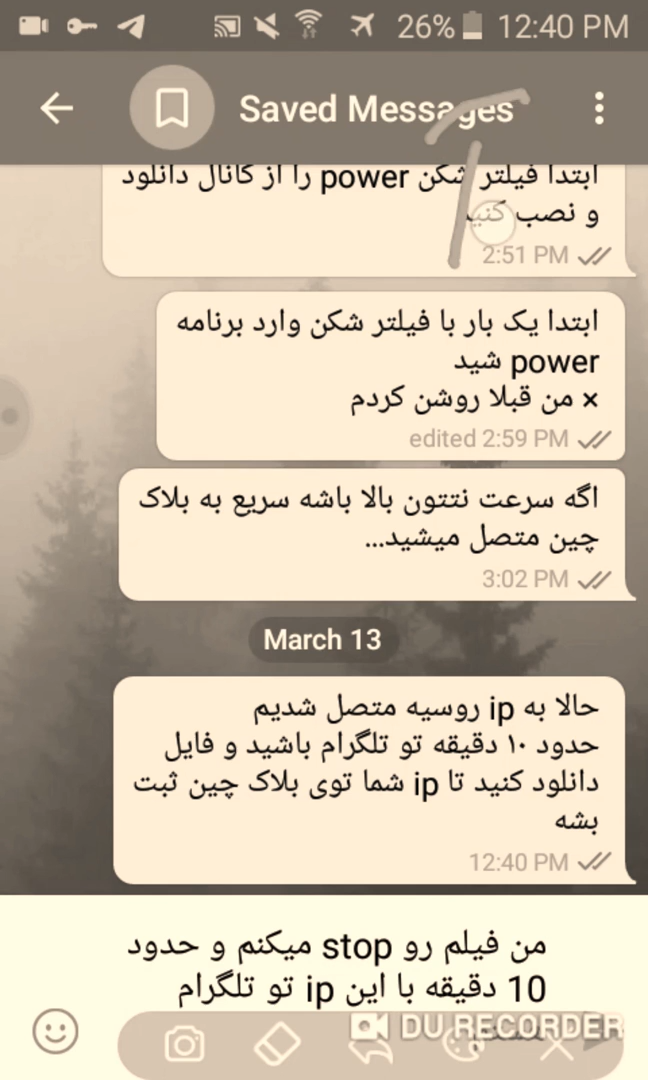 26% 12:40 PM
Saved Messages
ابتدا فیلتر شکن power را از کانال دانلود
و نصب کنید
2:51 PM
ابتدا یک بار با فیلتر شکن وارد برنامه
power شید
× من قبلا روشن کردم
edited 2:59 PM
اگه سرعت نتتون بالا باشه سریع به بلاک
چین متصل میشید...
3:02 PM
March 13
حالا به ip روسیه متصل شدیم
حدود ۱۰ دقیقه تو تلگرام باشید و فایل
دانلود کنید تا ip شما توی بلاک چین ثبت
بشه
12:40 PM
من فیلم رو stop میکنم و حدود
10 دقیقه با این ip تو تلگرام
DU RECORDER